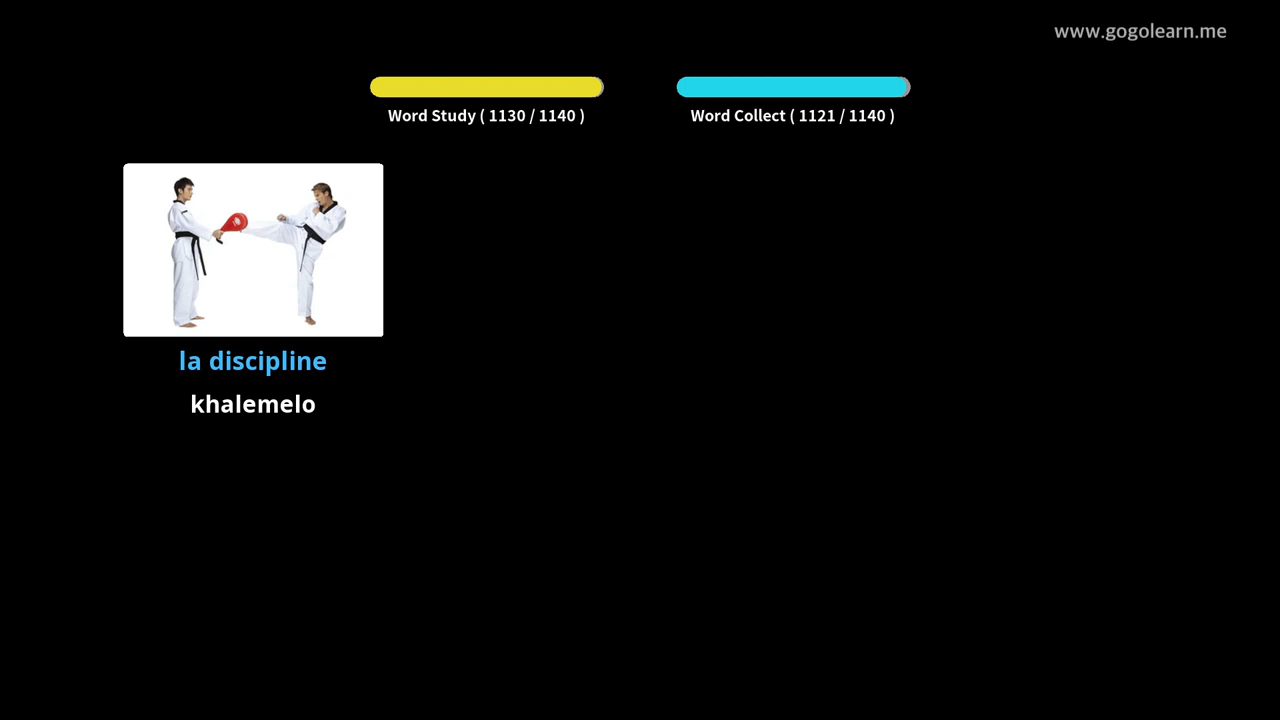 www.gogolearn.me
Word Study ( 1130 / 1140 )
Word Collect ( 1121 / 1140 )
la discipline
khalemelo